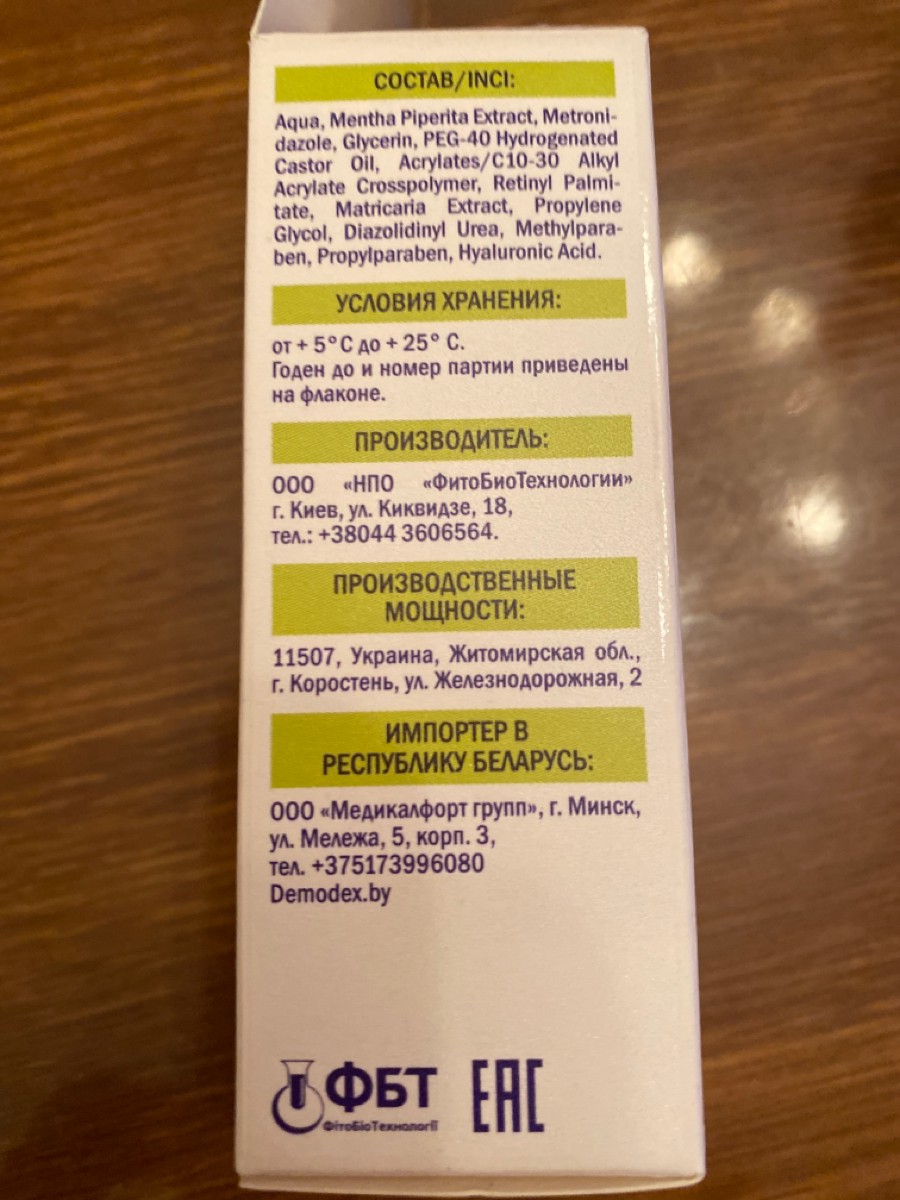 СОСТАВ/INCI:
Aqua, Mentha Piperita Extract, Metroni-
dazole, Glycerin, PEG-40 Hydrogenated
Castor Oil, Acrylates/C10-30 Alkyl
Acrylate Crosspolymer, Retinyl Palmi-
tate, Matricaria Extract, Propylene
Glycol, Diazolidinyl Urea, Methylpara-
ben, Propylparaben, Hyaluronic Acid.
УСЛОВИЯ ХРАНЕНИЯ:
от + 5°С до + 25° С.
Годен до и номер партии приведены
на флаконе.
ПРОИЗВОДИТЕЛЬ:
ООО «НПО «ФитоБиоТехнологии»
г. Киев, ул. Киквидзе, 18,
тел.: +38044 3606564.
ПРОИЗВОДСТВЕННЫЕ
МОЩНОСТИ:
11507, Украина, Житомирская обл.,
г. Коростень, ул. Железнодорожная, 2
ИМПОРТЕР В
РЕСПУБЛИКУ БЕЛАРУСЬ:
ООО «Медикалфорт групп», г. Минск,
ул. Мележа, 5, корп. 3,
тел. +375173996080
Demodex.by
ФБТ
ФітоБіоТехнології
EAC